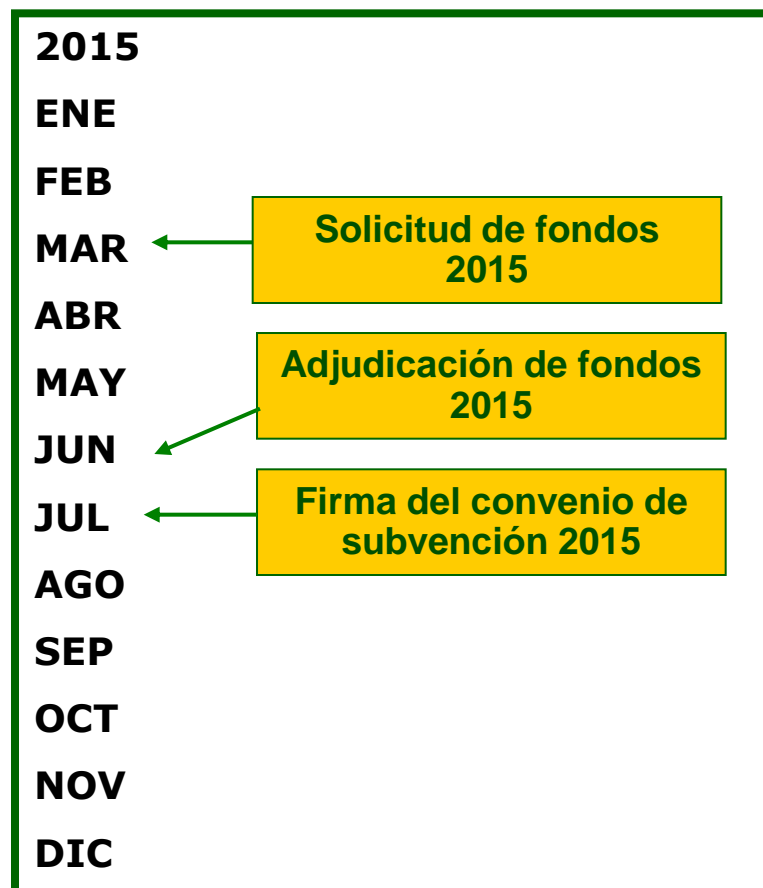 2015
ENE
FEB
MAR
Solicitud de fondos
2015
ABR
MAY
Adjudicación de fondos
2015
JUN
JUL
Firma del convenio de
subvención 2015
AGO
SEP
OCT
NOV
DIC